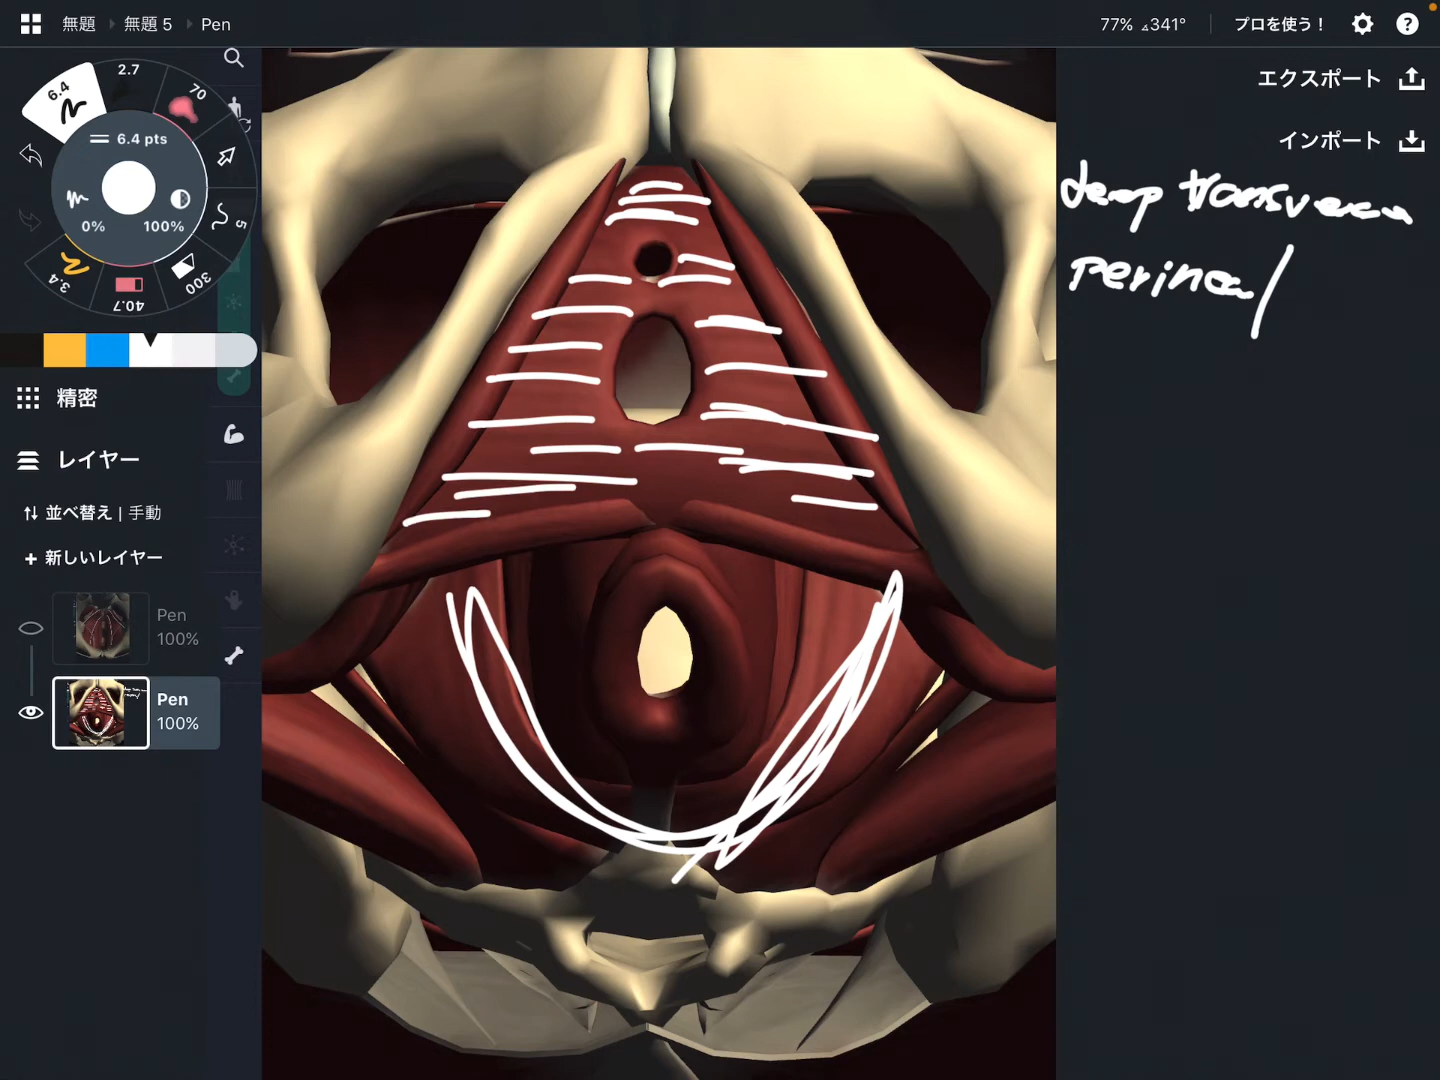 無題 無題 5 Pen
77% ⊿341° プロを使う！
エクスポート
インポート
deep transverse
perineal
2.7
6.4
70
6.4 pts
0% 100%
5
3.4
40.7
300
精密
レイヤー
並べ替え | 手動
+ 新しいレイヤー
Pen
100%
Pen
100%